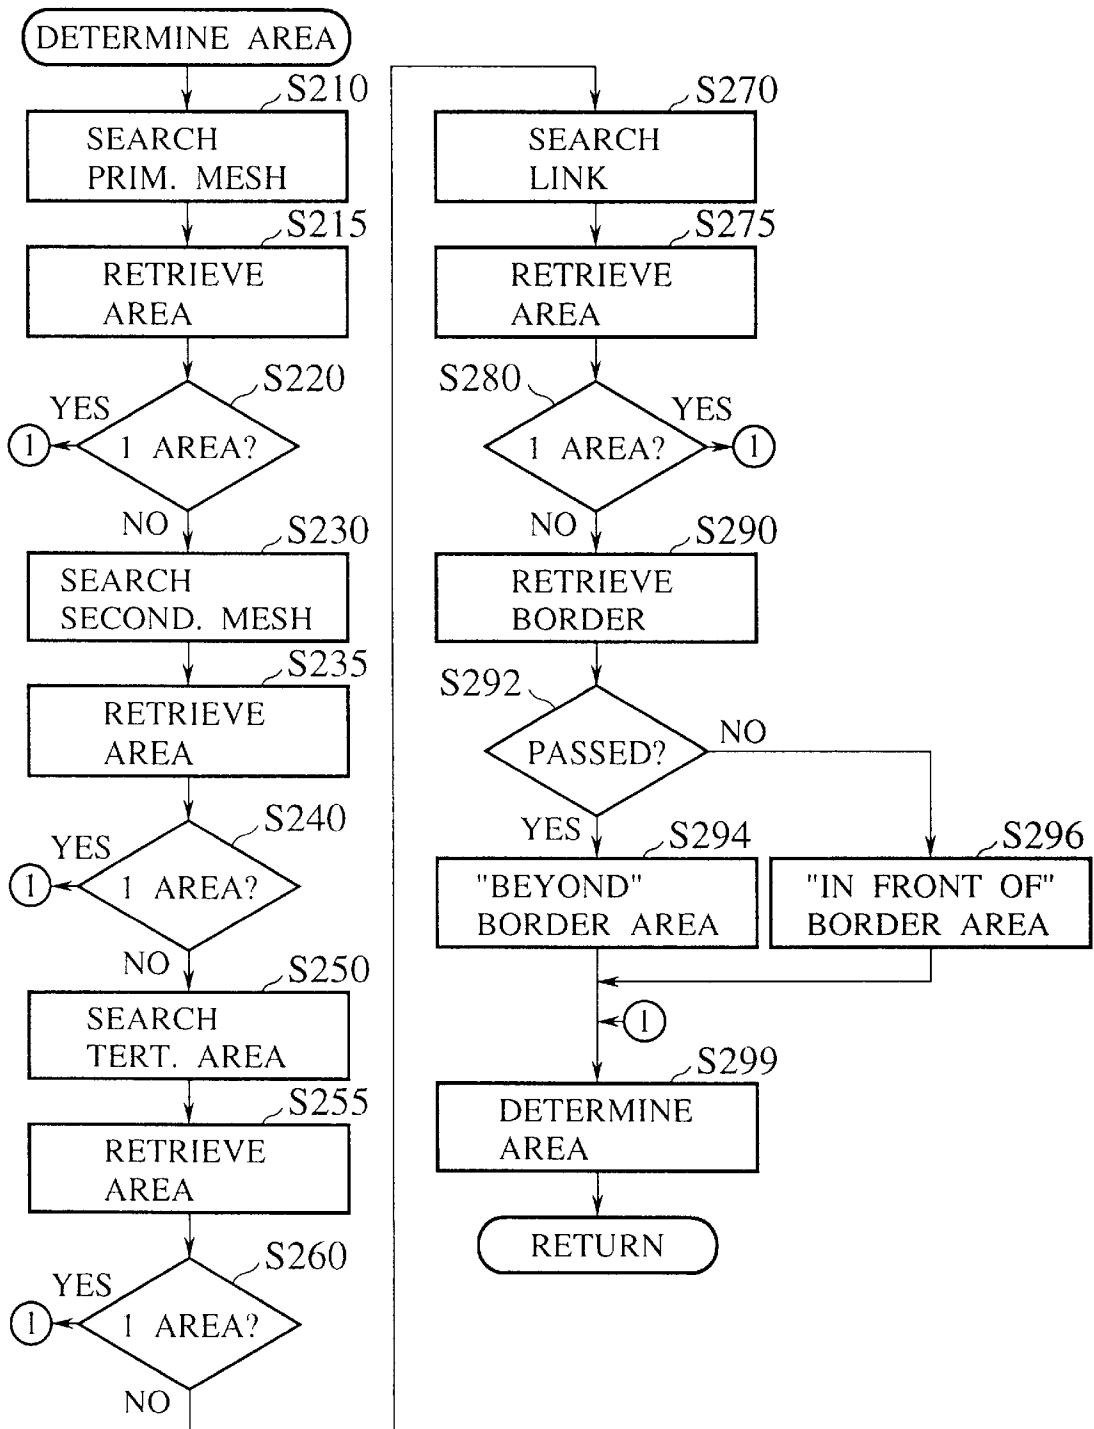 DETERMINE AREA
S210
SEARCH
PRIM. MESH
S215
RETRIEVE
AREA
S220
YES
1
1 AREA?
NO
S230
SEARCH
SECOND. MESH
S235
RETRIEVE
AREA
S240
YES
1
1 AREA?
NO
S250
SEARCH
TERT. AREA
S255
RETRIEVE
AREA
S260
YES
1
1 AREA?
NO
S270
SEARCH
LINK
S275
RETRIEVE
AREA
S280
YES
1 AREA?
1
NO
S290
RETRIEVE
BORDER
S292
NO
PASSED?
YES
S294
"BEYOND"
BORDER AREA
S296
"IN FRONT OF"
BORDER AREA
1
S299
DETERMINE
AREA
RETURN